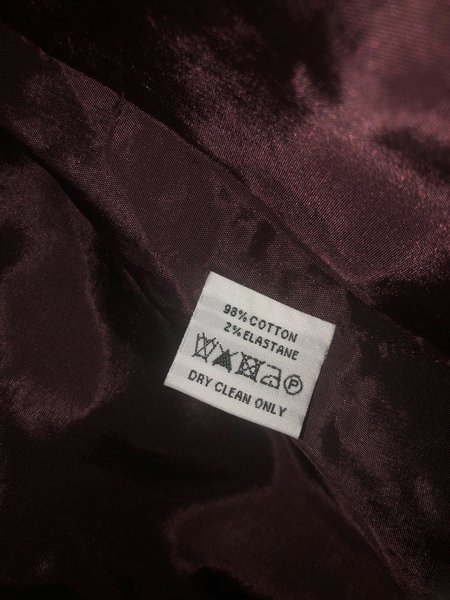 98% COTTON
2% ELASTANE
P
DRY CLEAN ONLY